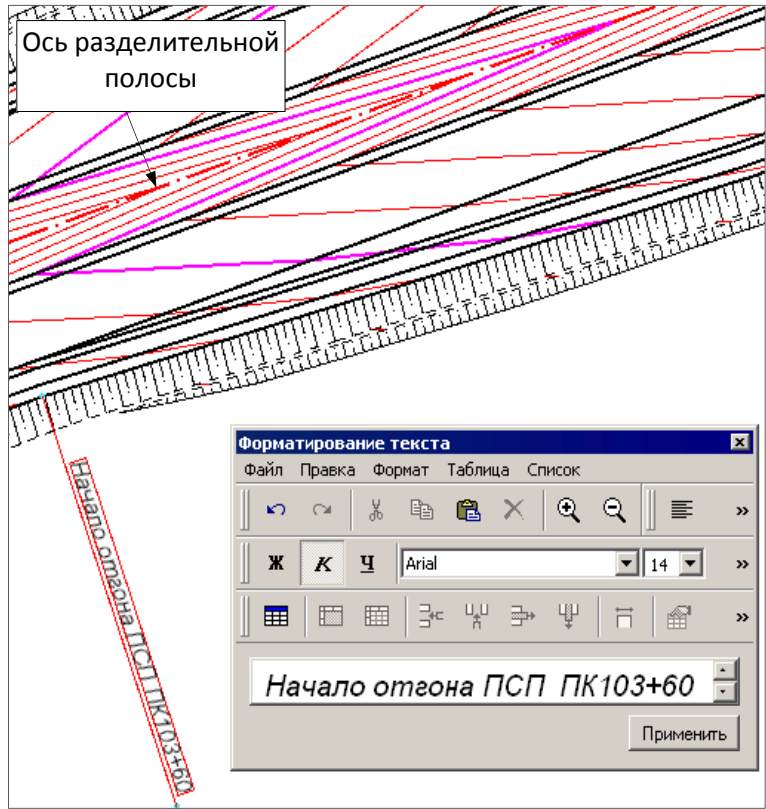 Ось разделительной
полосы
Форматирование текста
Файл Правка Формат Таблица Список
Ж К Ч Arial 14
Начало отгона ПСП ПК103+60
Применить
Начало отгона ПСП ПК103+60